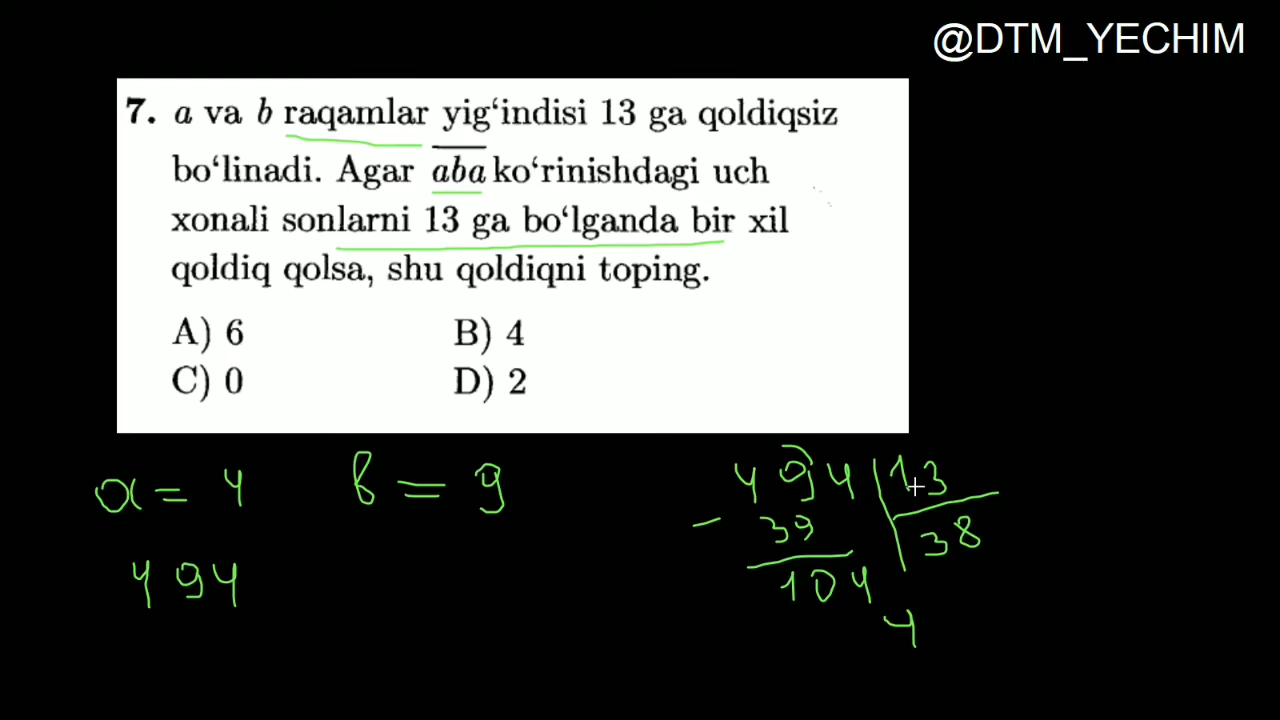 @DTM_YECHIM
7. a va b raqamlar yig‘indisi 13 ga qoldiqsiz
bo‘linadi. Agar aba ko‘rinishdagi uch
xonali sonlarni 13 ga bo‘lganda bir xil
qoldiq qolsa, shu qoldiqni toping.
A) 6 B) 4
C) 0 D) 2
a = 4 b = 9
494
494 13
- 39 38
104
4